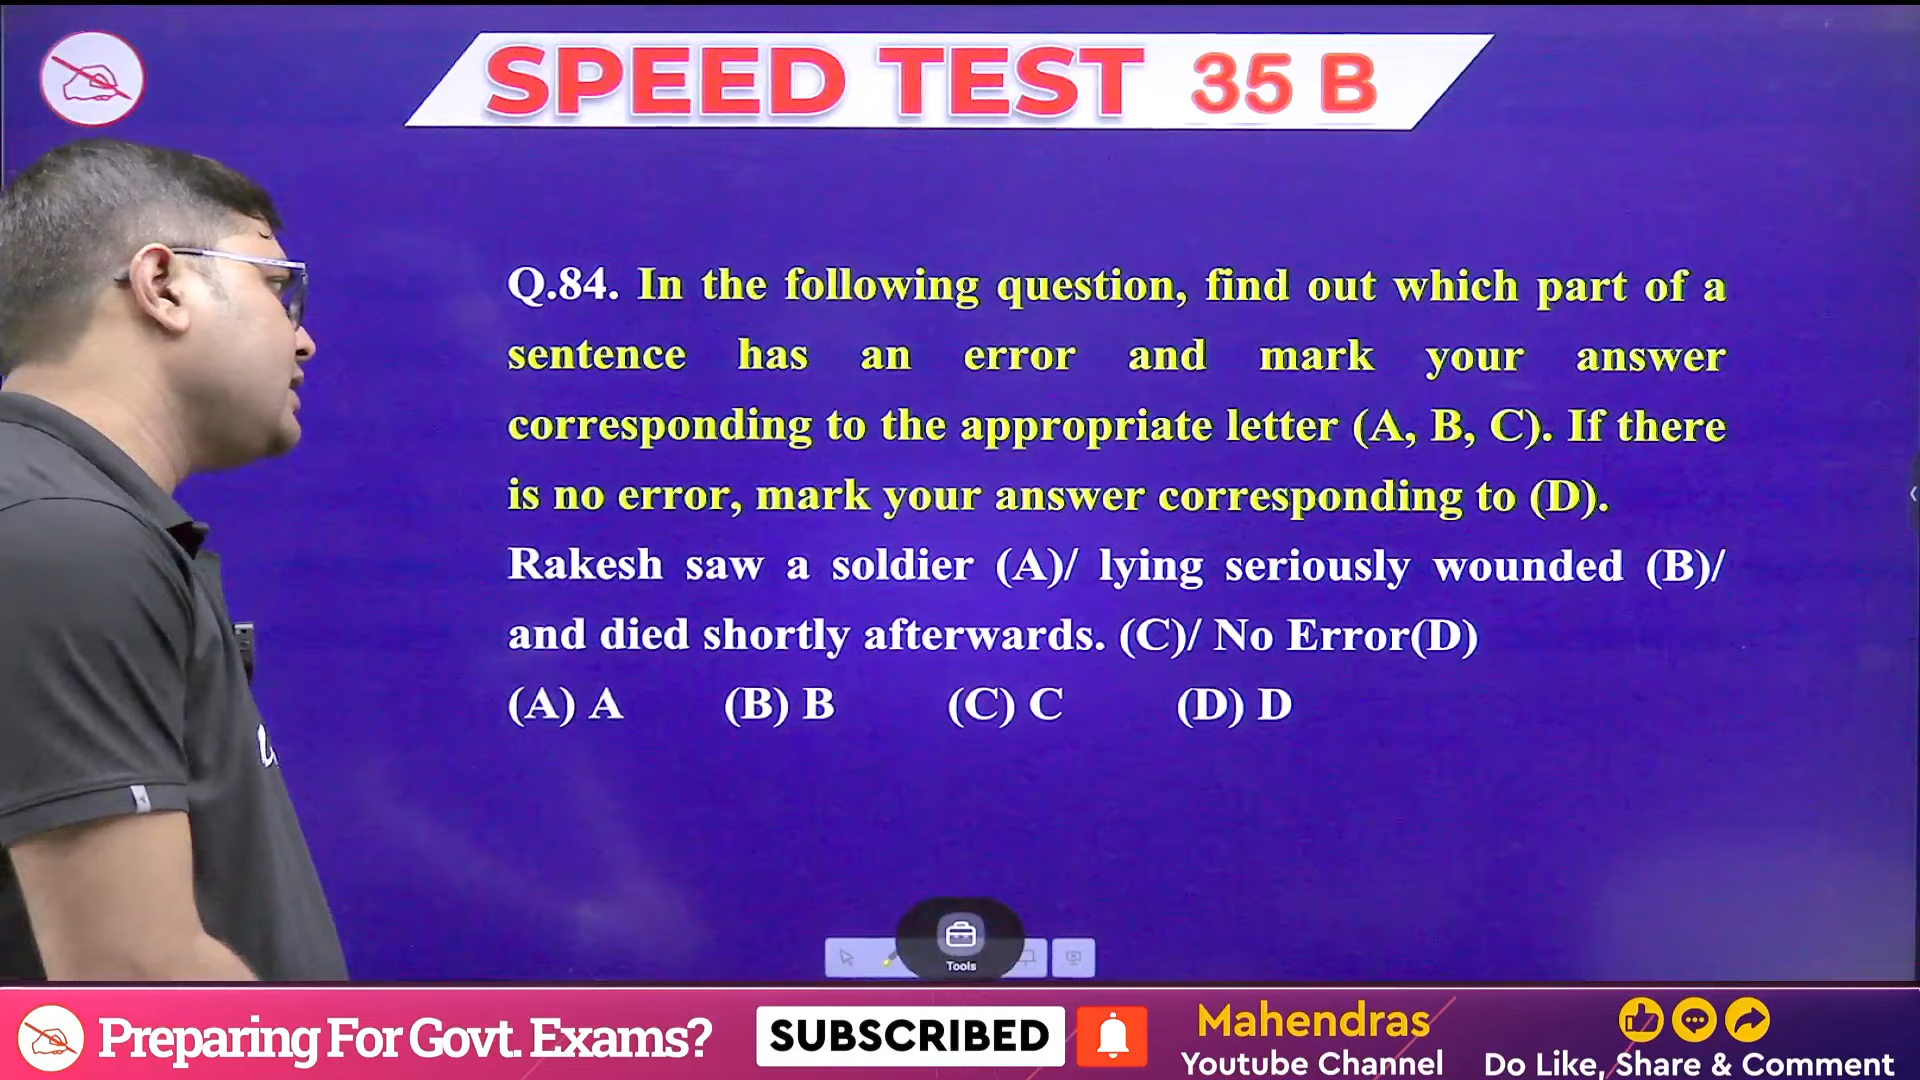 SPEED TEST 35 B
Q.84. In the following question, find out which part of a
sentence has an error and mark your answer
corresponding to the appropriate letter (A, B, C). If there
is no error, mark your answer corresponding to (D).
Rakesh saw a soldier (A)/ lying seriously wounded (B)/
and died shortly afterwards. (C)/ No Error(D)
(A) A (B) B (C) C (D) D
Tools
Preparing For Govt. Exams?
SUBSCRIBED
Mahendras
Youtube Channel
Do Like, Share & Comment